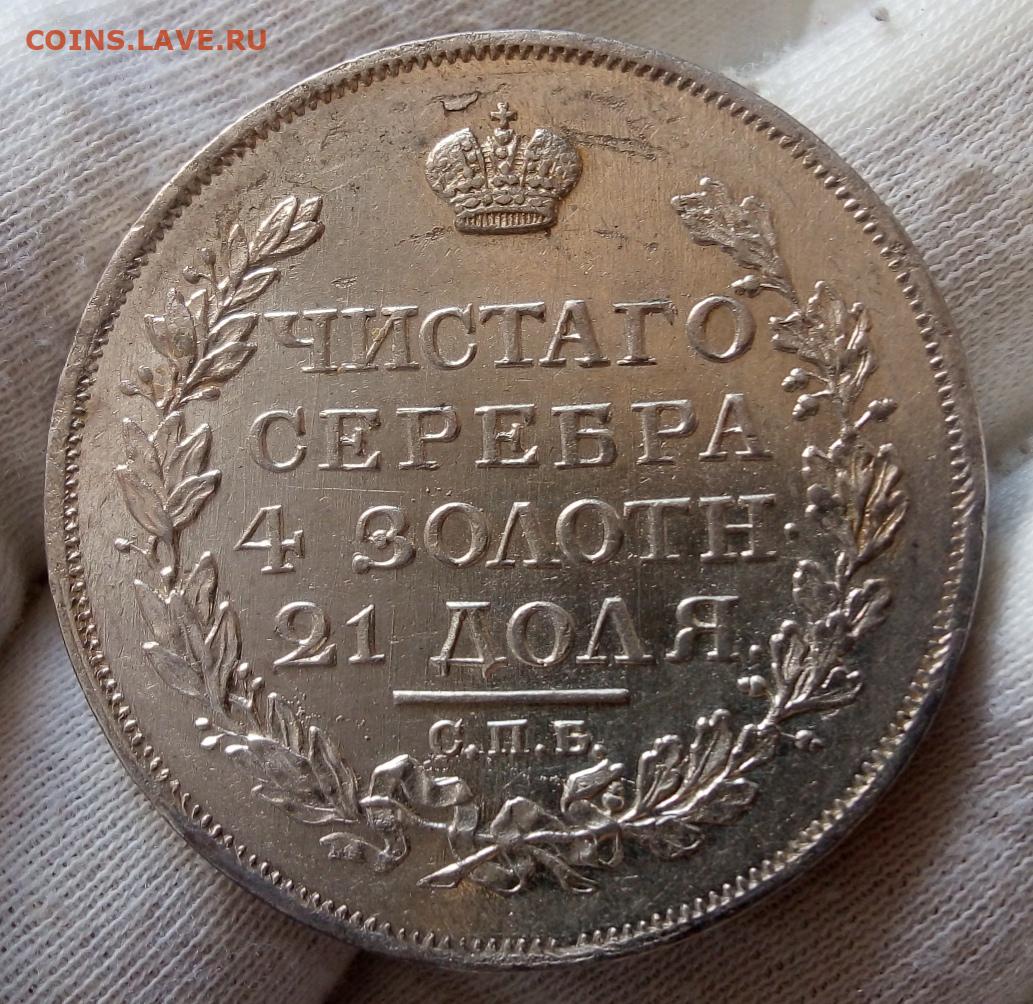 COINS.LAVE.RU
ЧИСТАГО
СЕРЕБРА
4 ЗОЛОТН.
21 ДОЛЯ
С.П.Б.